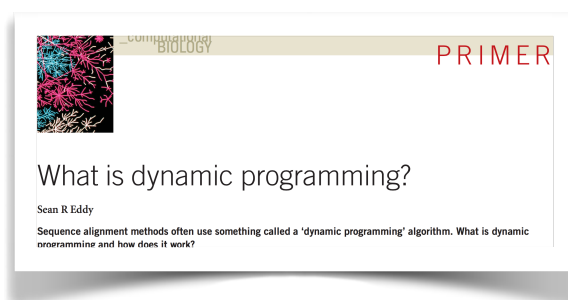 _computational
BIOLOGY
PRIMER
What is dynamic programming?
Sean R Eddy
Sequence alignment methods often use something called a ‘dynamic programming’ algorithm. What is dynamic
programming and how does it work?